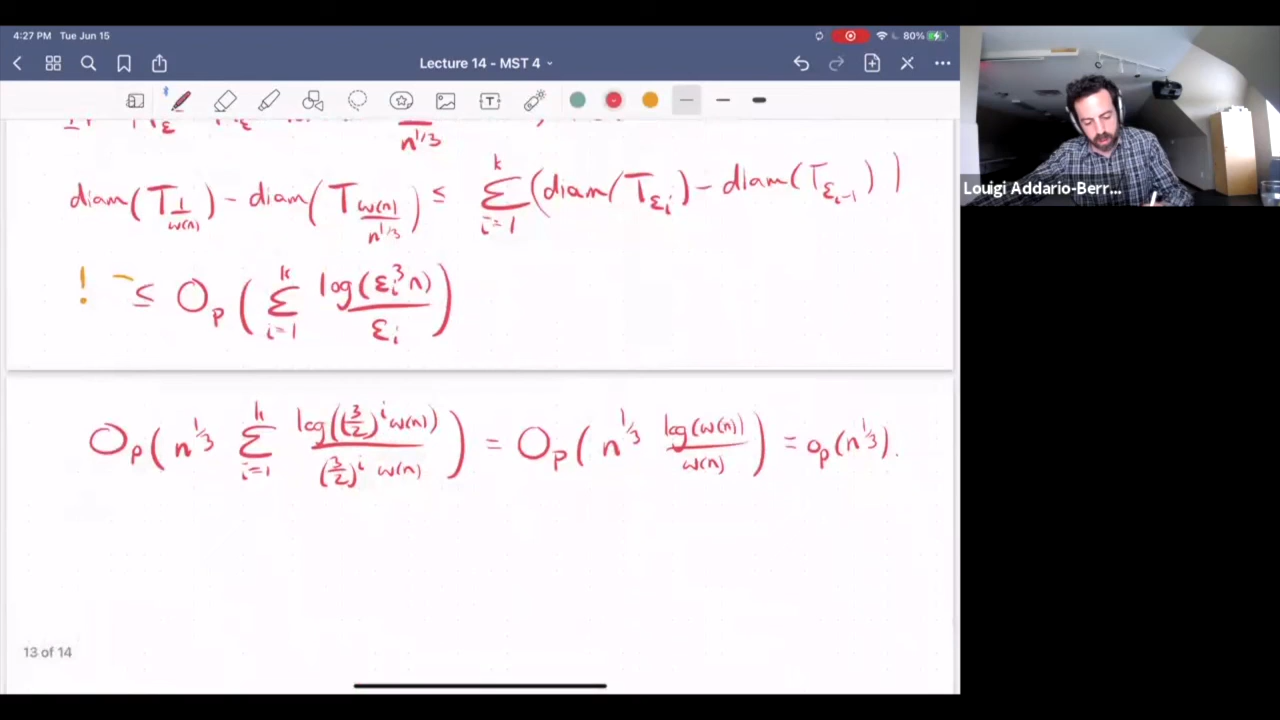 4:27 PM Tue Jun 15
80%
Lecture 14 - MST 4
n^{1/3}
diam(T_{1/w(n)}) - diam(T_{w(n)/n^{1/3}}) ≤ Σ_{i=1}^{k} (diam(T_{ε_i}) - diam(T_{ε_{i-1}}))
! ≤ O_p(Σ_{i=1}^{k} log(ε_i^3 n)/ε_i)
O_p(n^{1/3} Σ_{i=1}^{k} log((3/2)^i w(n))/((3/2)^i w(n))) = O_p(n^{1/3} log(w(n))/w(n)) = o_p(n^{1/3}).
13 of 14
Louigi Addario-Berr...